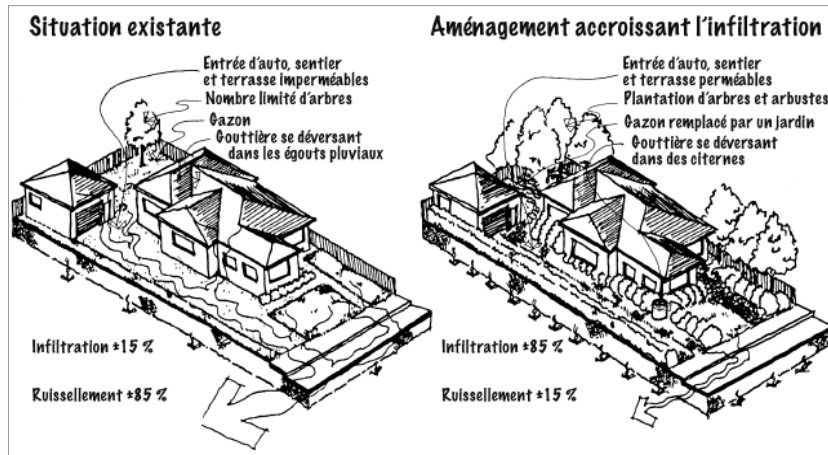 Situation existante
Entrée d'auto, sentier
et terrasse imperméables
Nombre limité d'arbres
Gazon
Gouttière se déversant
dans les égouts pluviaux
Infiltration ±15 %
Ruissellement ±85 %
Aménagement accroissant l'infiltration
Entrée d'auto, sentier
et terrasse perméables
Plantation d'arbres et arbustes
Gazon remplacé par un jardin
Gouttière se déversant
dans des citernes
Infiltration ±85 %
Ruissellement ±15 %